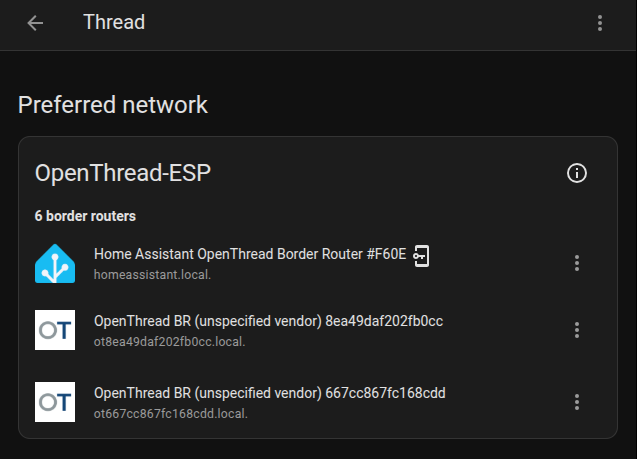 Thread
Preferred network
OpenThread-ESP
6 border routers
Home Assistant OpenThread Border Router #F60E
homeassistant.local.
OT
OpenThread BR (unspecified vendor) 8ea49daf202fb0cc
ot8ea49daf202fb0cc.local.
OT
OpenThread BR (unspecified vendor) 667cc867fc168cdd
ot667cc867fc168cdd.local.